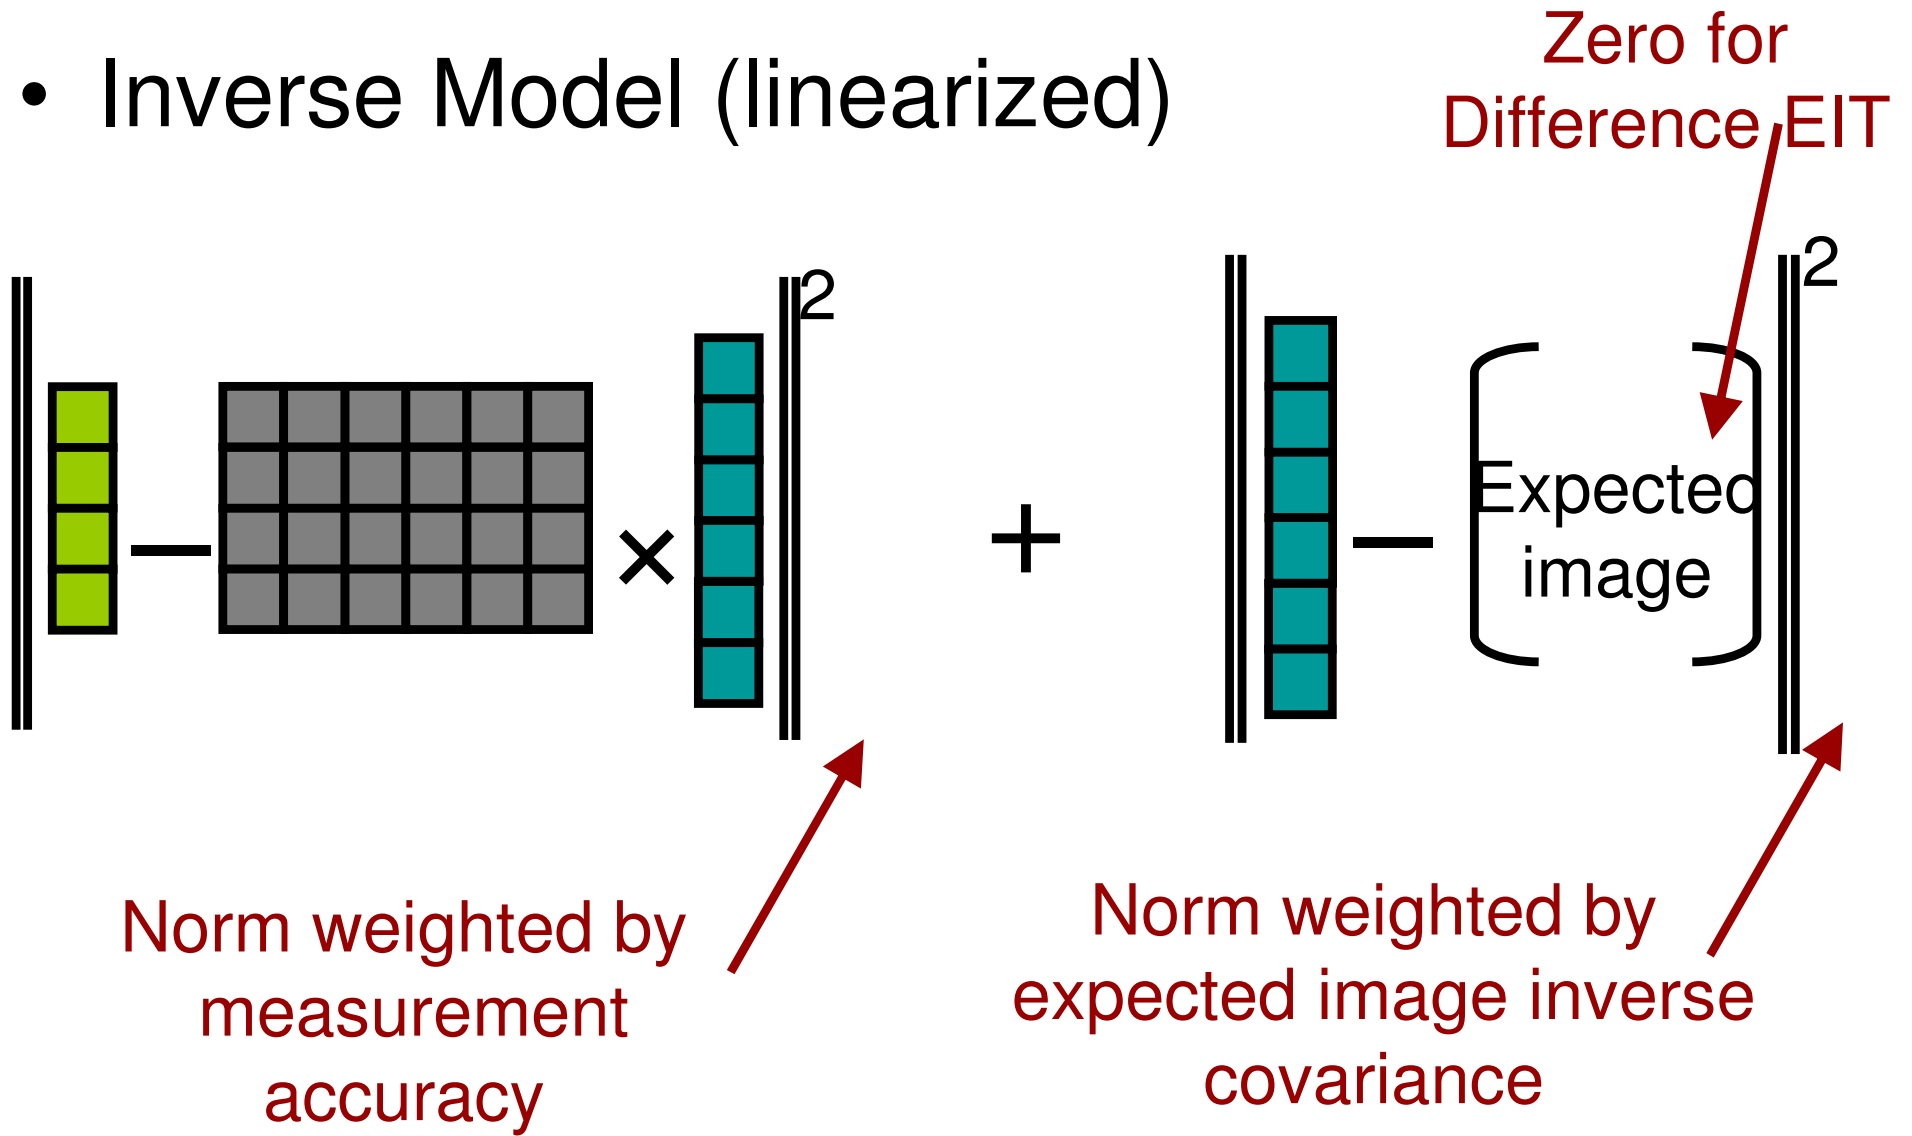 • Inverse Model (linearized)
Zero for
Difference EIT
2
2
–
×
+
–
Expected
image
Norm weighted by
measurement
accuracy
Norm weighted by
expected image inverse
covariance